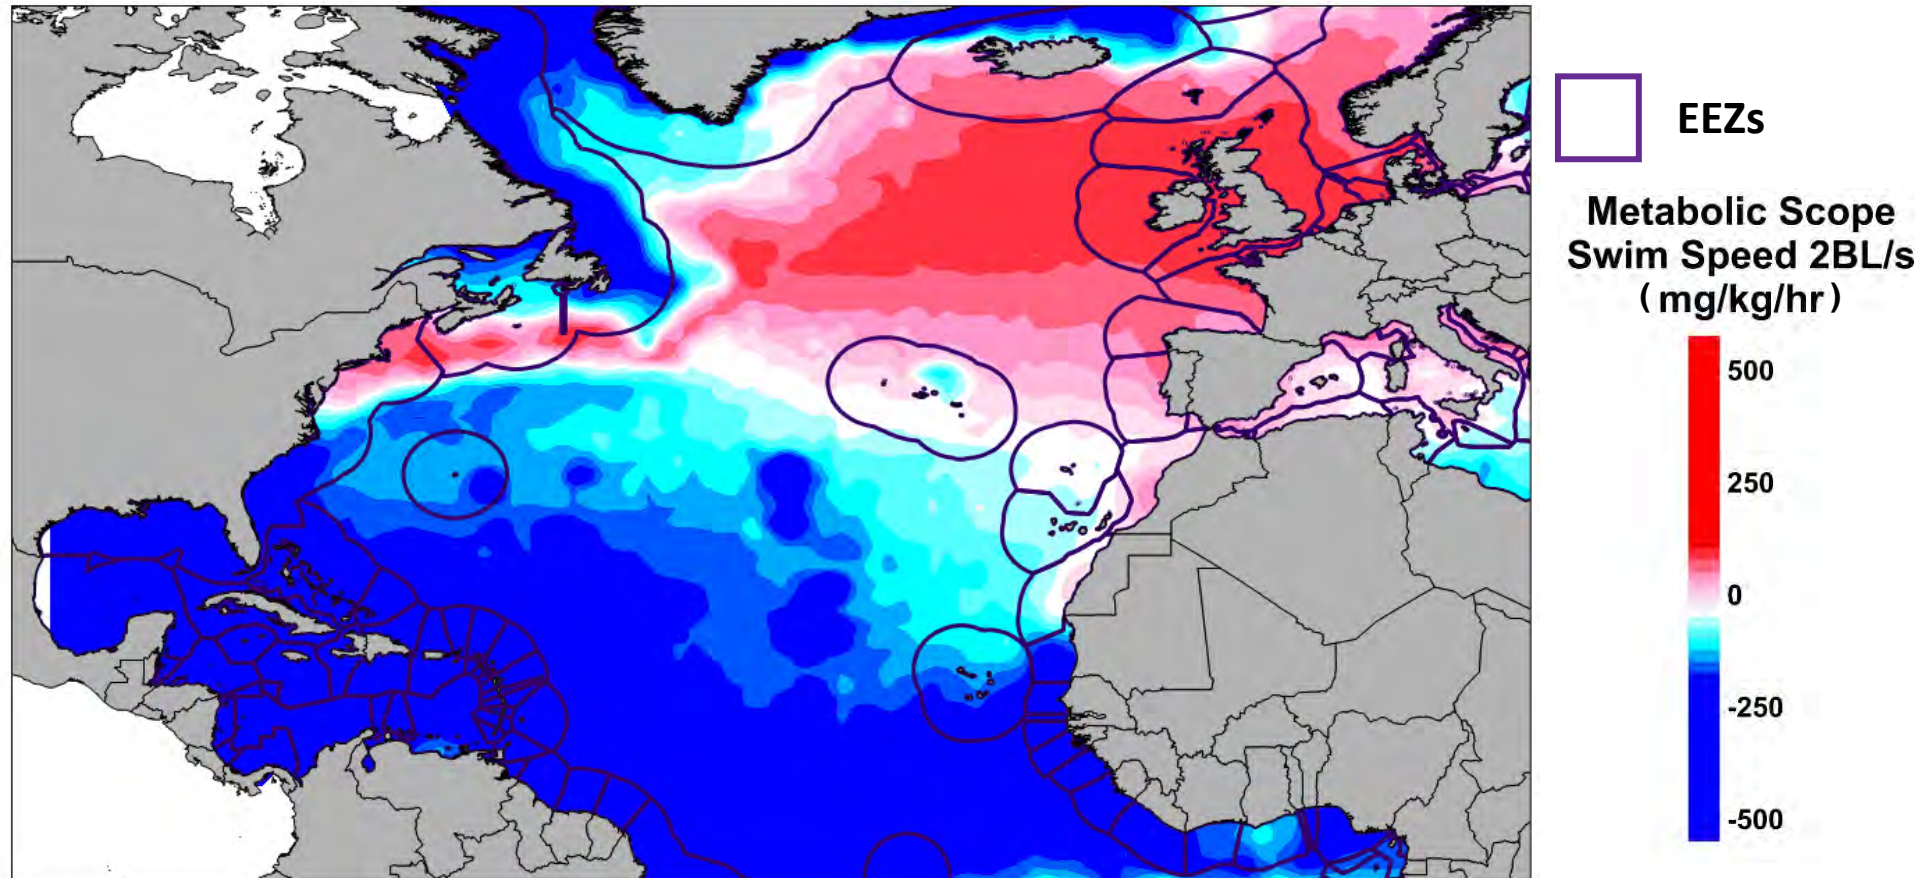 EEZs
Metabolic Scope
Swim Speed 2BL/s
(mg/kg/hr)
500
250
0
-250
-500